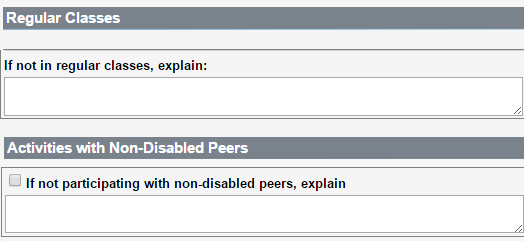 Regular Classes
If not in regular classes, explain:
Activities with Non-Disabled Peers
If not participating with non-disabled peers, explain